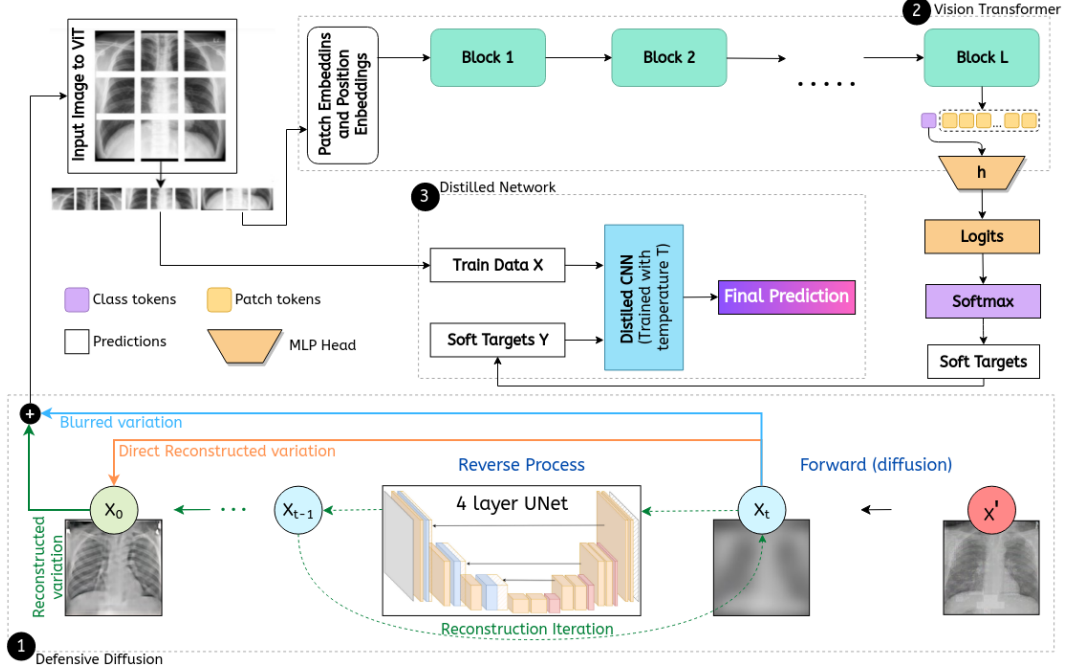 2
Vision Transformer
Input Image to ViT
Patch Embeddins
and Position
Enbeddings
Block 1
Block 2
.....
Block L
...
h
3
Distilled Network
Logits
Train Data X
Distilled CNN
(Trained with
temperature T)
Final Prediction
Softmax
Soft Targets Y
Soft Targets
Class tokens
Patch tokens
Predictions
MLP Head
+
Blurred variation
Direct Reconstructed variation
Reverse Process
Forward (diffusion)
4 layer UNet
X₀
...
Xₜ₋₁
Xₜ
X'
Reconstructed
variation
Reconstruction Iteration
1
Defensive Diffusion